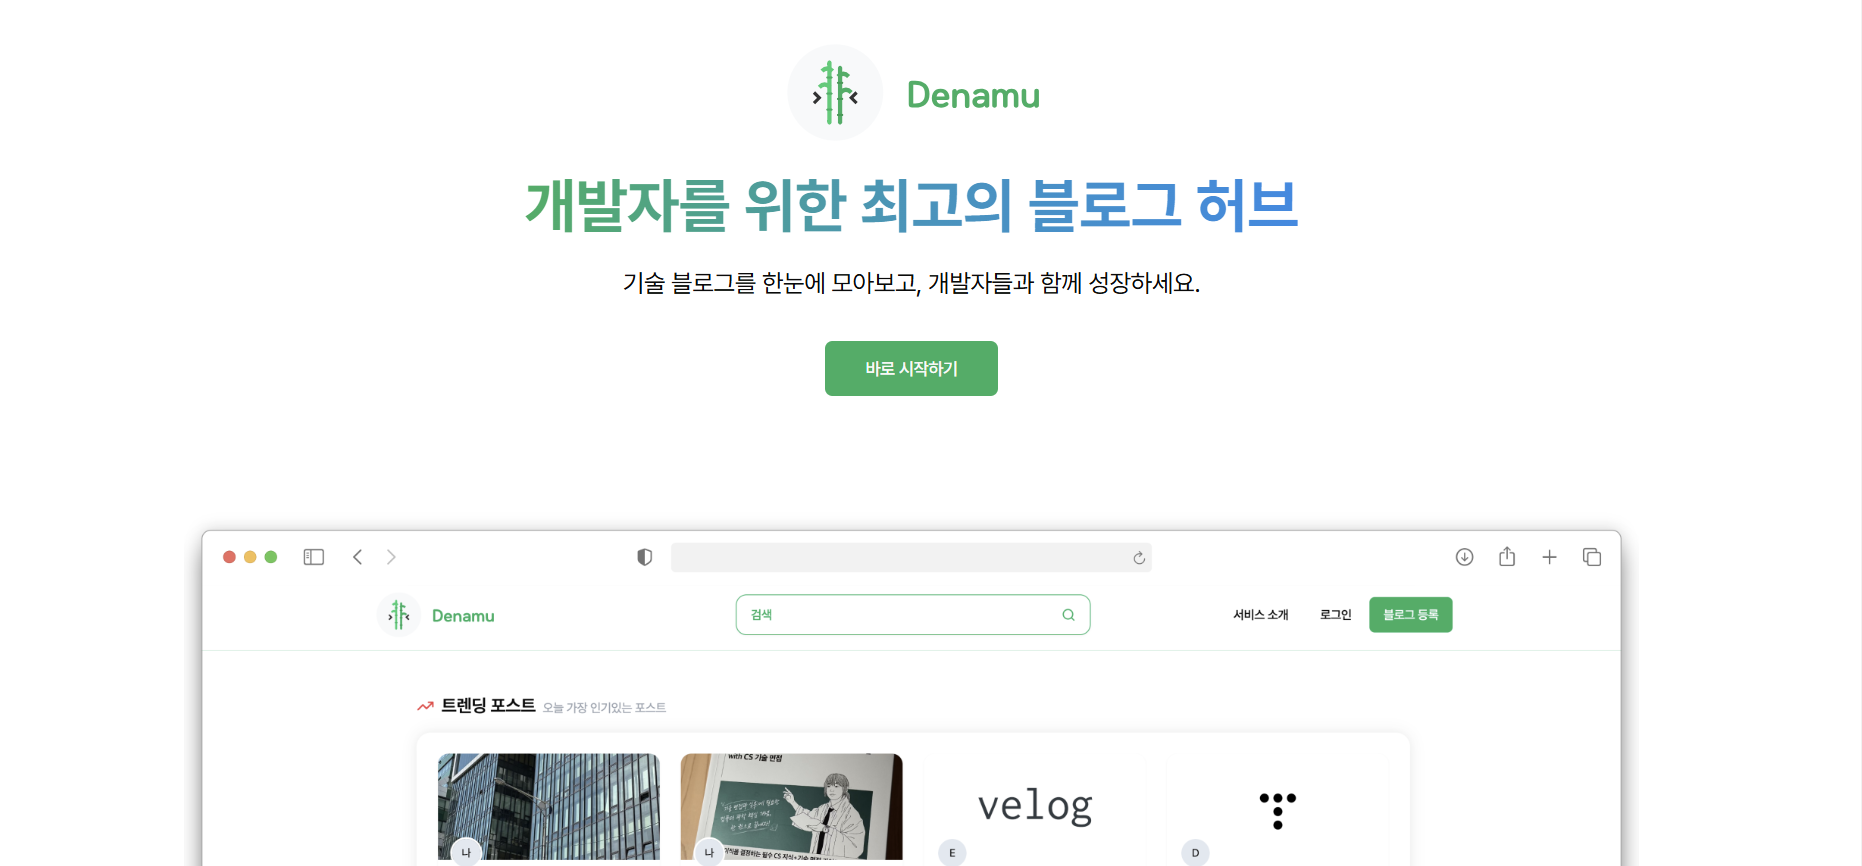 Denamu
개발자를 위한 최고의 블로그 허브
기술 블로그를 한눈에 모아보고, 개발자들과 함께 성장하세요.
바로 시작하기
Denamu
검색
서비스 소개 로그인 블로그 등록
트렌딩 포스트 오늘 가장 인기있는 포스트
with CS 기술 면접
velog
나
나
E
D